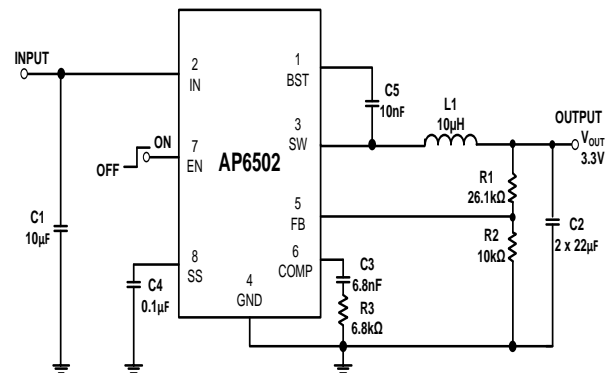 INPUT
2
IN
1
BST
C5
10nF
L1
10µH
OUTPUT
VOUT
3.3V
ON
OFF
7
EN
AP6502
3
SW
R1
26.1kΩ
C1
10µF
5
FB
R2
10kΩ
C2
2 x 22µF
8
SS
6
COMP
C3
6.8nF
C4
0.1µF
4
GND
R3
6.8kΩ